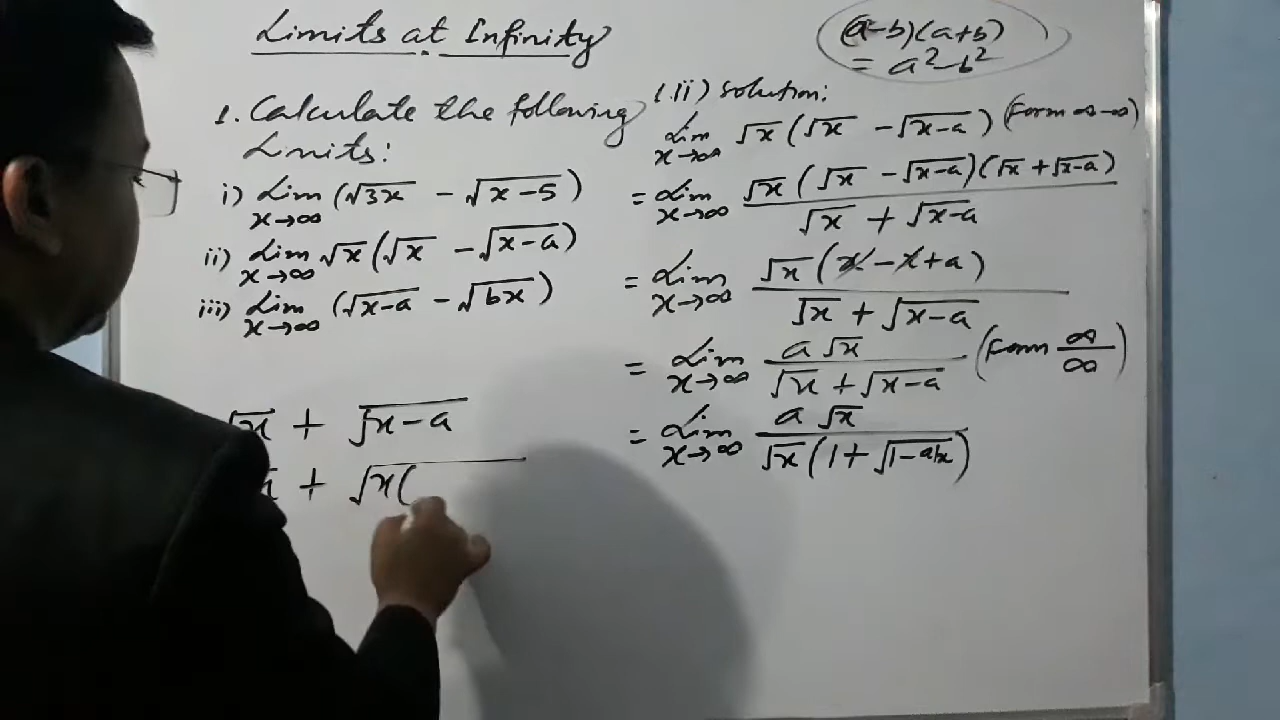 Limits at Infinity
1. Calculate the following
Limits:
i) Lim x→∞ (√3x - √x-5)
ii) Lim x→∞ √x (√x - √x-a)
iii) Lim x→∞ (√x-a - √bx)
√x + √x-a
+ √x(
(a-b)(a+b)
= a²-b²
1.ii) solution:
Lim x→∞ √x (√x - √x-a) (Form ∞-∞)
= Lim x→∞ √x (√x - √x-a)(√x + √x-a)
√x + √x-a
= Lim x→∞ √x (x - x + a)
√x + √x-a
= Lim x→∞ a √x
√x + √x-a
(Form ∞/∞)
= Lim x→∞ a √x
√x (1 + √1-a/x)